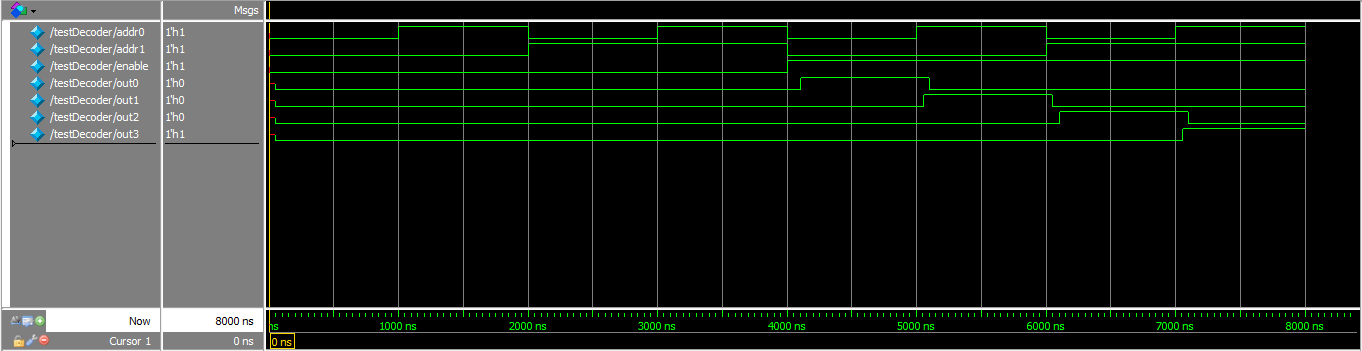 Msgs
/testDecoder/addr0 1'h1
/testDecoder/addr1 1'h1
/testDecoder/enable 1'h1
/testDecoder/out0 1'h0
/testDecoder/out1 1'h0
/testDecoder/out2 1'h0
/testDecoder/out3 1'h1
Now 8000 ns ns 1000 ns 2000 ns 3000 ns 4000 ns 5000 ns 6000 ns 7000 ns 8000 ns
Cursor 1 0 ns 0 ns